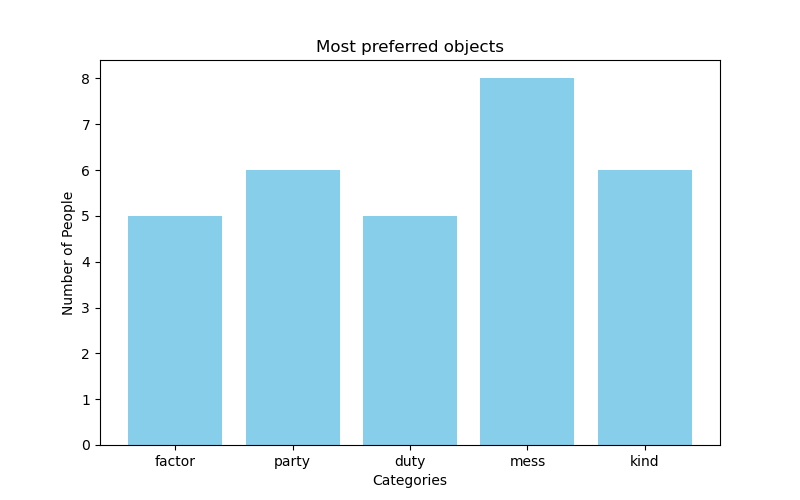 Most preferred objects
Number of People
8
7
6
5
4
3
2
1
0
factor party duty mess kind
Categories